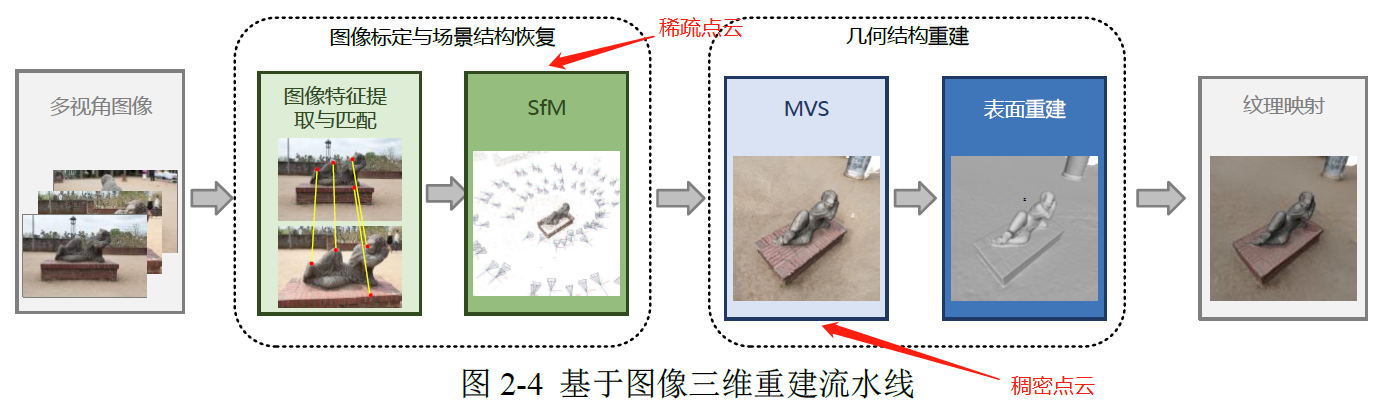 稀疏点云
图像标定与场景结构恢复
几何结构重建
多视角图像
图像特征提
取与匹配
SfM
MVS
表面重建
纹理映射
稠密点云
图 2-4 基于图像三维重建流水线